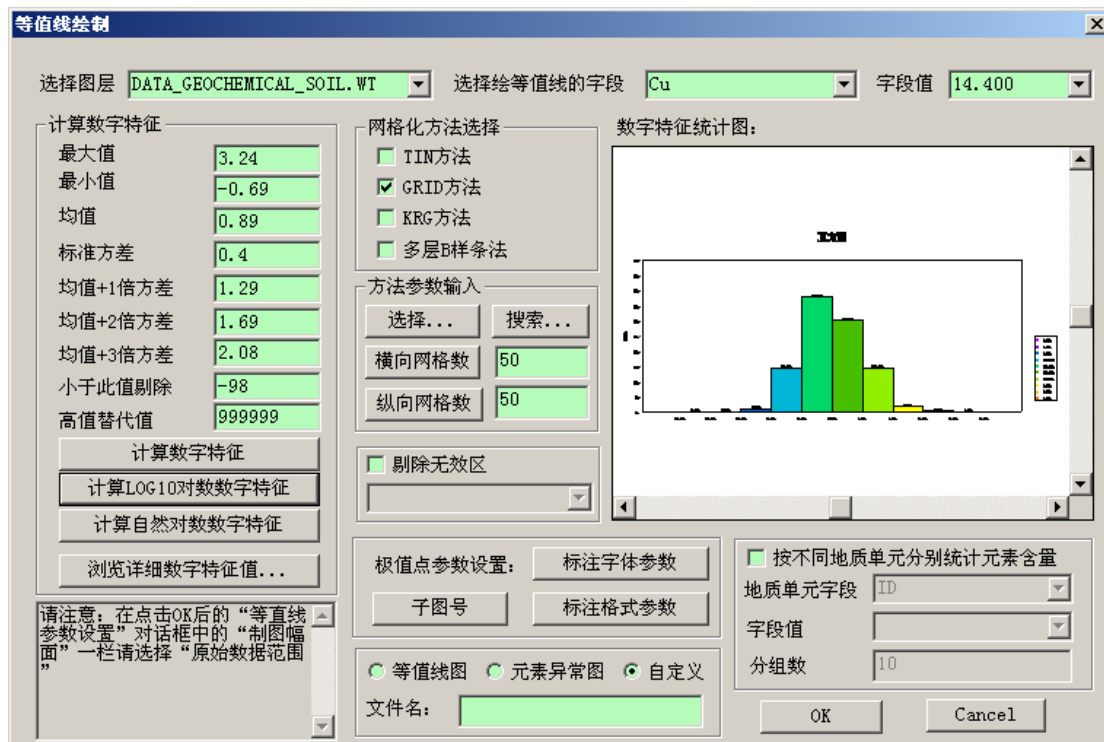 等值线绘制
选择图层 DATA_GEOCHEMICAL_SOIL.WT 选择绘等值线的字段 Cu 字段值 14.400
计算数字特征
最大值 3.24
最小值 -0.69
均值 0.89
标准方差 0.4
均值+1倍方差 1.29
均值+2倍方差 1.69
均值+3倍方差 2.08
小于此值剔除 -98
高值替代值 999999
计算数字特征
计算LOG10对数数字特征
计算自然对数数字特征
浏览详细数字特征值...
请注意：在点击OK后的“等直线
参数设置”对话框中的“制图幅
面”一栏请选择“原始数据范围
”
网格化方法选择
TIN方法
GRID方法
KRG方法
多层B样条法
方法参数输入
选择... 搜索...
横向网格数 50
纵向网格数 50
剔除无效区
数字特征统计图：
极值点参数设置： 标注字体参数
子图号 标注格式参数
等值线图 元素异常图 自定义
文件名：
按不同地质单元分别统计元素含量
地质单元字段 ID
字段值
分组数 10
OK Cancel